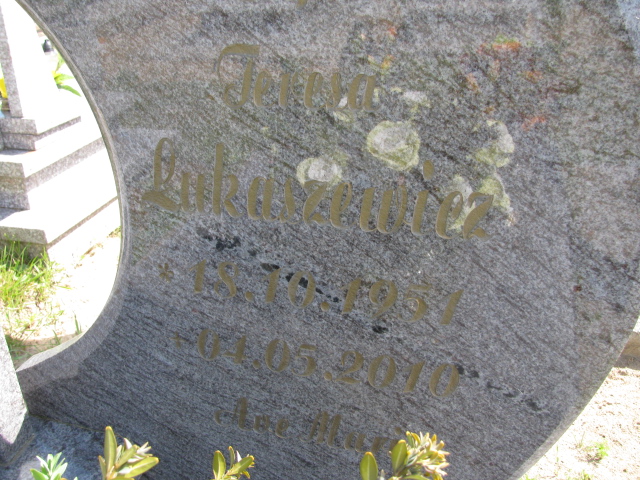 Teresa
Łukaszewicz
* 18.10.1951
+ 04.05.2010
Ave Maria